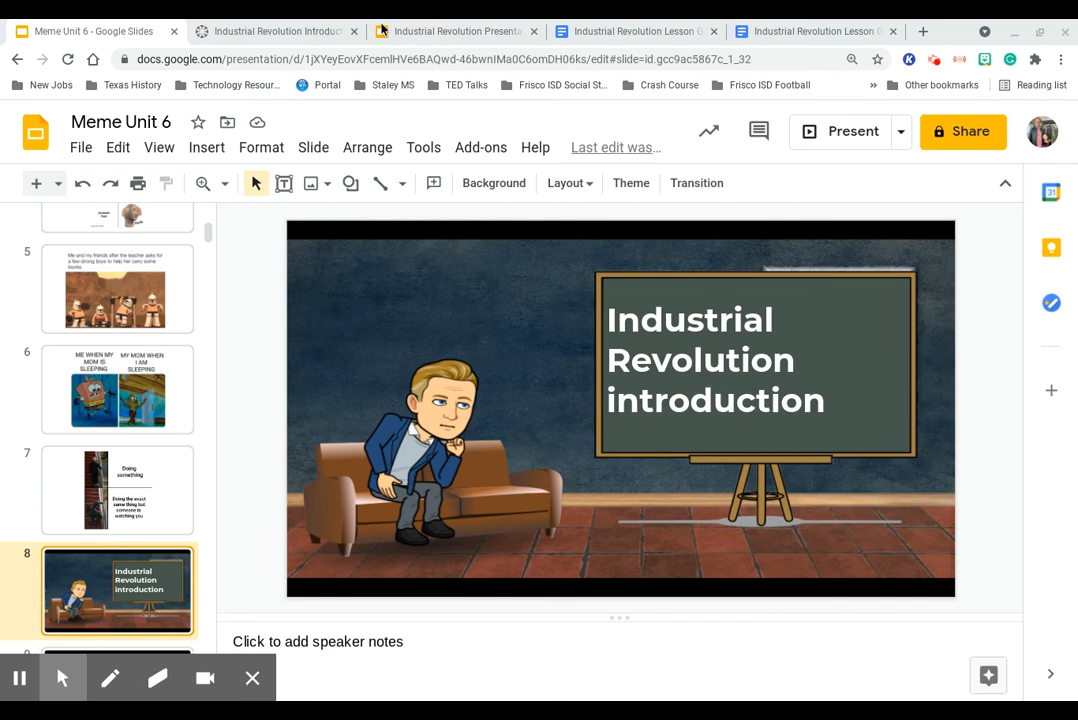 Meme Unit 6 - Google Slides
Industrial Revolution Introduct
Industrial Revolution Presenta
Industrial Revolution Lesson G
Industrial Revolution Lesson G
docs.google.com/presentation/d/1jXYeyEovXFcemlHVe6BAQwd-46bwnIMa0C6omDH06ks/edit#slide=id.gcc9ac5867c_1_32
New Jobs
Texas History
Technology Resour...
Portal
Staley MS
TED Talks
Frisco ISD Social St...
Crash Course
Frisco ISD Football
»
Other bookmarks
Reading list
Meme Unit 6
Present
Share
File Edit View Insert Format Slide Arrange Tools Add-ons Help Last edit was...
Background Layout Theme Transition
31
5
Me and my friends after the teacher asks for
a few strong boys to help her carry some
books
6
ME WHEN MY
MOM IS
SLEEPING
MY MOM WHEN
I AM
SLEEPING
7
Doing
something
Doing the exact
same thing but
someone is
watching you
8
Industrial
Revolution
introduction
Industrial
Revolution
introduction
Click to add speaker notes